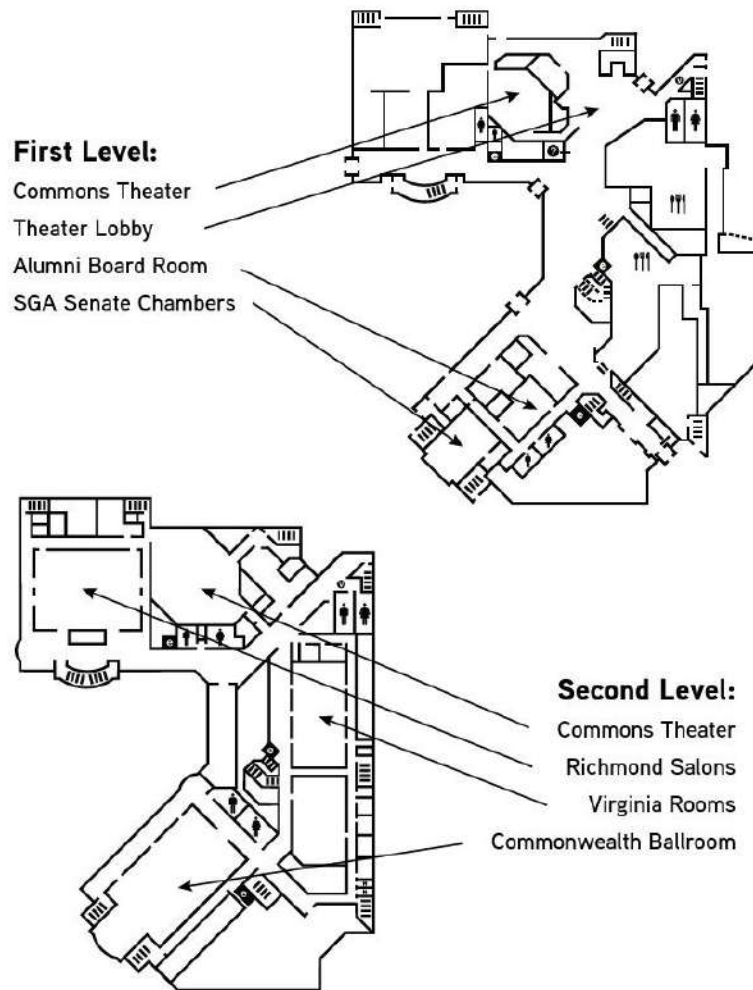 First Level:
Commons Theater
Theater Lobby
Alumni Board Room
SGA Senate Chambers
Second Level:
Commons Theater
Richmond Salons
Virginia Rooms
Commonwealth Ballroom